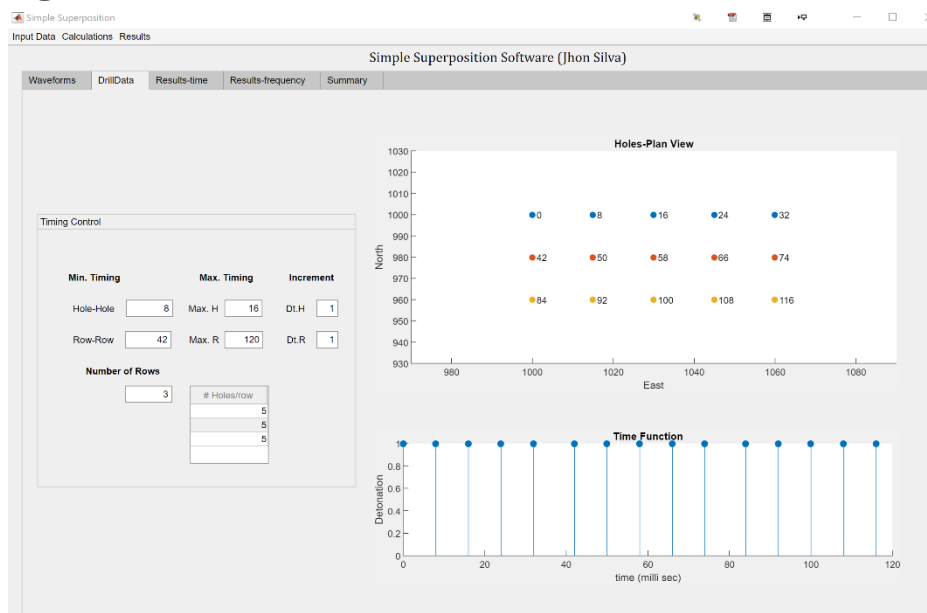 Simple Superposition
Input Data Calculations Results
Simple Superposition Software (Jhon Silva)
Waveforms DrillData Results-time Results-frequency Summary
Timing Control
Min. Timing Max. Timing Increment
Hole-Hole 8 Max. H 16 Dt.H 1
Row-Row 42 Max. R 120 Dt.R 1
Number of Rows
3
# Holes/row
5
5
5
Holes-Plan View
1030
1020
1010
1000
990
980
970
960
950
940
930
North
0 8 16 24 32
42 50 58 66 74
84 92 100 108 116
980 1000 1020 1040 1060 1080
East
Time Function
1
0.8
0.6
0.4
0.2
0
Detonation
0 20 40 60 80 100 120
time (milli sec)